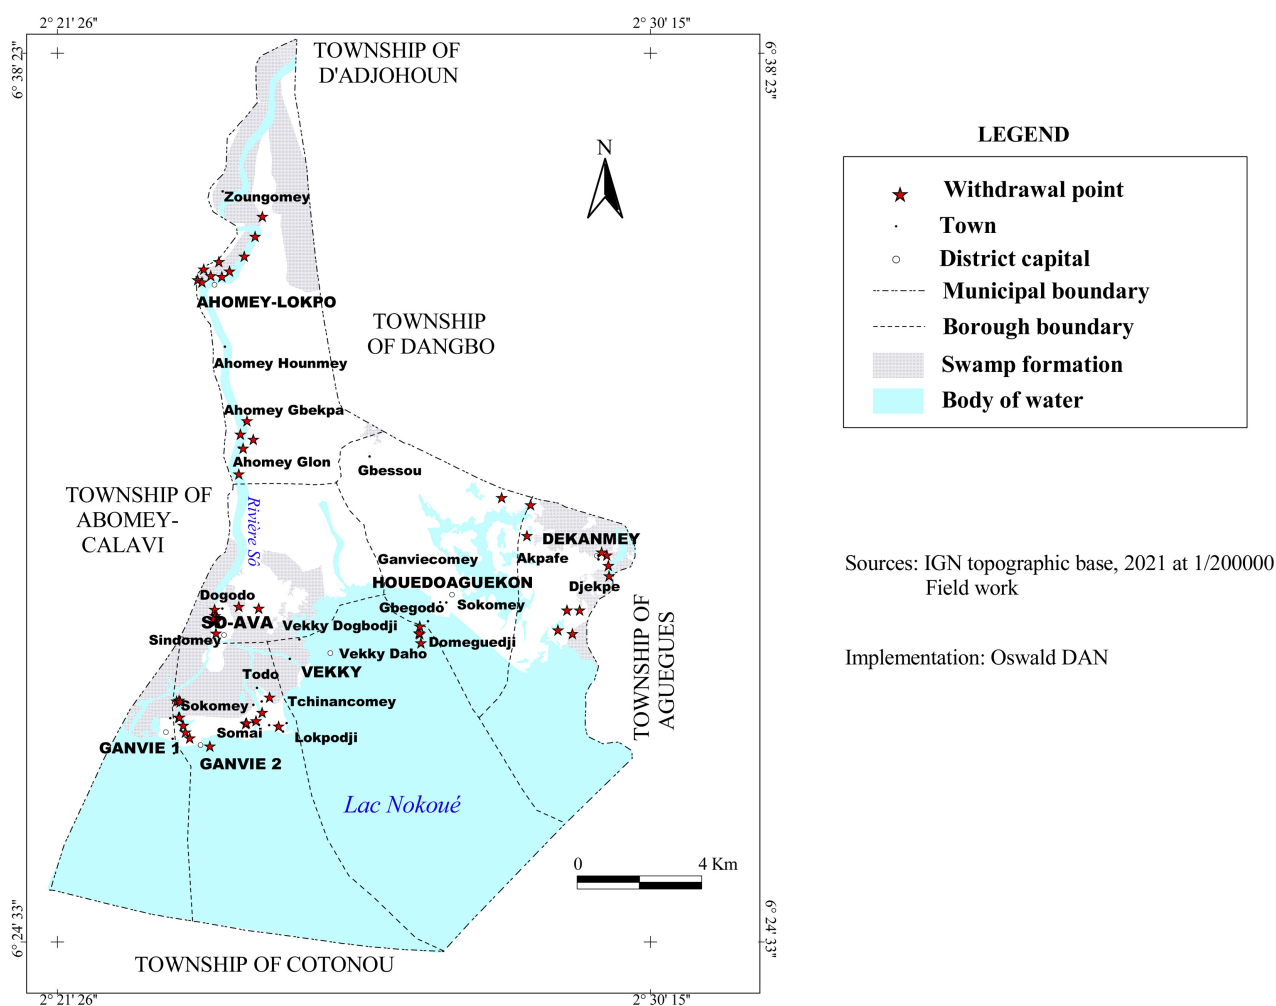 2° 21' 26"
2° 30' 15"
6° 38' 23"
6° 38' 23"
TOWNSHIP OF
D'ADJOHOUN
N
Zoungomey
AHOMEY-LOKPO
TOWNSHIP
OF DANGBO
Ahomey Hounmey
Ahomey Gbekpa
Ahomey Glon
Gbessou
TOWNSHIP OF
ABOMEY-
CALAVI
Rivière Sô
DEKANMEY
Akpafe
Ganviecomey
HOUEDOAGUEKON
Djekpe
Dogodo
Gbegodo
Sokomey
SO-AVA
Vekky Dogbodji
Sindomey
Domeguedji
Vekky Daho
VEKKY
TOWNSHIP OF
AGUEGUES
Todo
Tchinancomey
Sokomey
Somai
Lokpodji
GANVIE 1
GANVIE 2
Lac Nokoué
0 4 Km
TOWNSHIP OF COTONOU
6° 24' 33"
6° 24' 33"
2° 21' 26"
2° 30' 15"
LEGEND
Withdrawal point
Town
District capital
Municipal boundary
Borough boundary
Swamp formation
Body of water
Sources: IGN topographic base, 2021 at 1/200000
Field work
Implementation: Oswald DAN